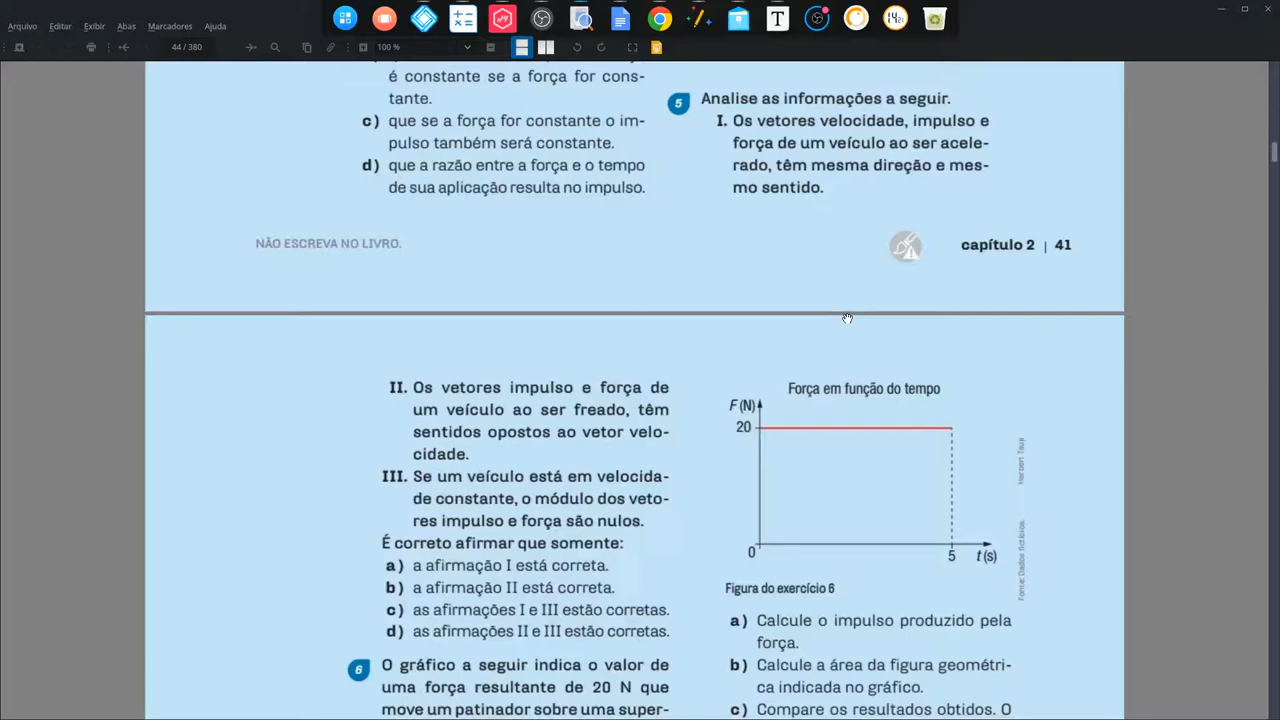 Arquivo Editar Exibir Abas Marcadores Ajuda
44 / 380
100 %
é constante se a força for cons-
tante.
c) que se a força for constante o im-
pulso também será constante.
d) que a razão entre a força e o tempo
de sua aplicação resulta no impulso.
5 Analise as informações a seguir.
I. Os vetores velocidade, impulso e
força de um veículo ao ser acele-
rado, têm mesma direção e mes-
mo sentido.
NÃO ESCREVA NO LIVRO.
capítulo 2 | 41
II. Os vetores impulso e força de
um veículo ao ser freado, têm
sentidos opostos ao vetor velo-
cidade.
III. Se um veículo está em velocida-
de constante, o módulo dos veto-
res impulso e força são nulos.
É correto afirmar que somente:
a) a afirmação I está correta.
b) a afirmação II está correta.
c) as afirmações I e III estão corretas.
d) as afirmações II e III estão corretas.
6 O gráfico a seguir indica o valor de
uma força resultante de 20 N que
move um patinador sobre uma super-
Força em função do tempo
F (N)
20
0
5
t (s)
Fonte: Dados fictícios.
Figura do exercício 6
a) Calcule o impulso produzido pela
força.
b) Calcule a área da figura geométri-
ca indicada no gráfico.
c) Compare os resultados obtidos. O